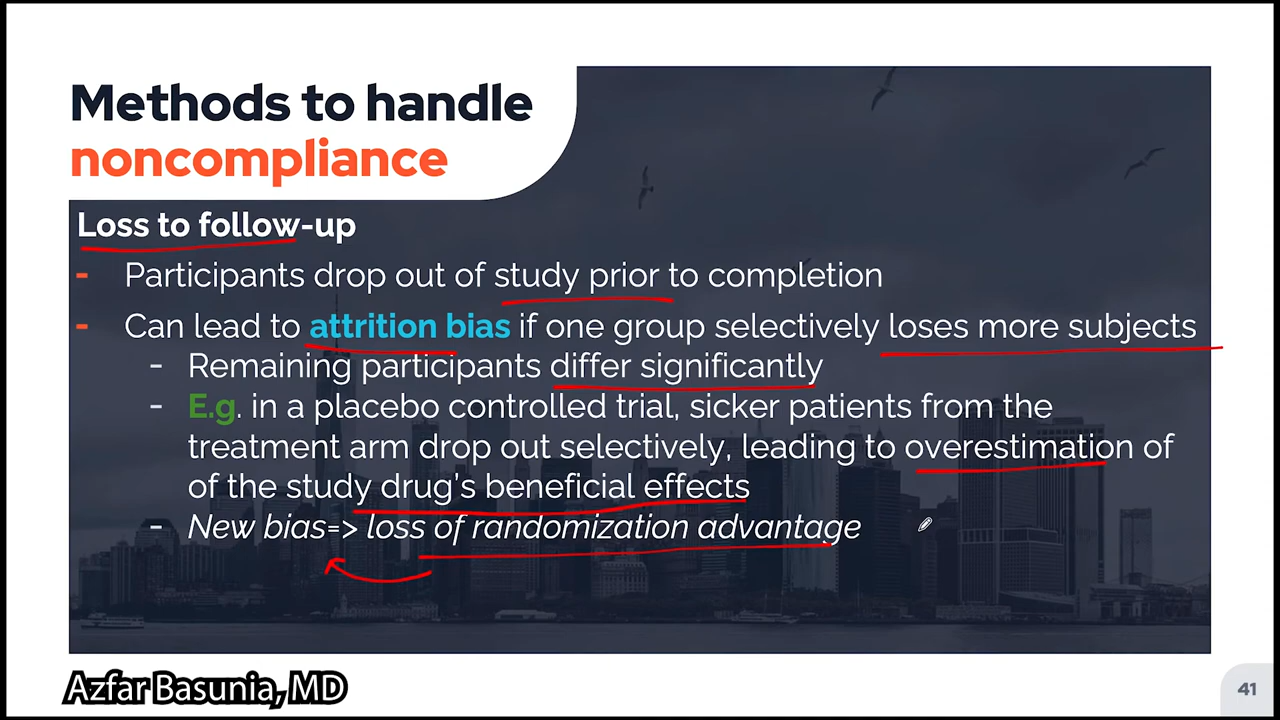 Methods to handle
noncompliance
Loss to follow-up
- Participants drop out of study prior to completion
- Can lead to attrition bias if one group selectively loses more subjects
- Remaining participants differ significantly
- E.g. in a placebo controlled trial, sicker patients from the
treatment arm drop out selectively, leading to overestimation of
of the study drug's beneficial effects
- New bias=> loss of randomization advantage
Azfar Basunia, MD
41